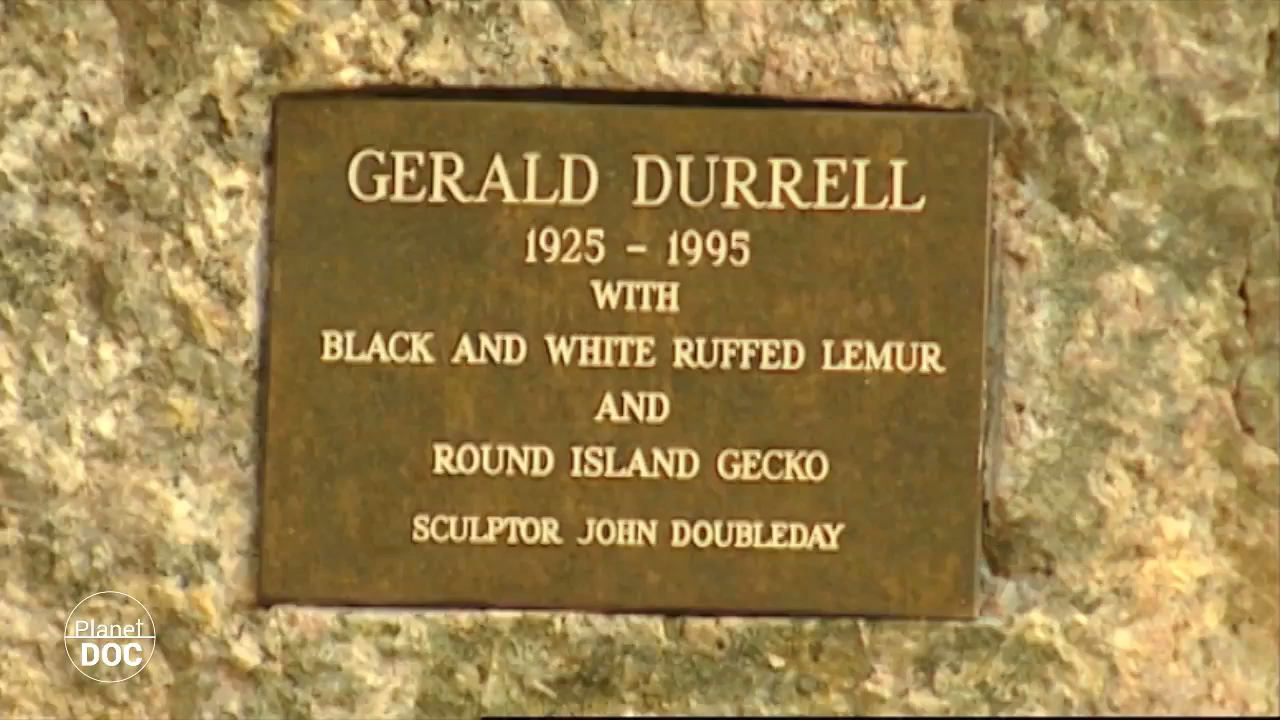 GERALD DURRELL
1925 - 1995
WITH
BLACK AND WHITE RUFFED LEMUR
AND
ROUND ISLAND GECKO
SCULPTOR JOHN DOUBLEDAY
Planet
DOC